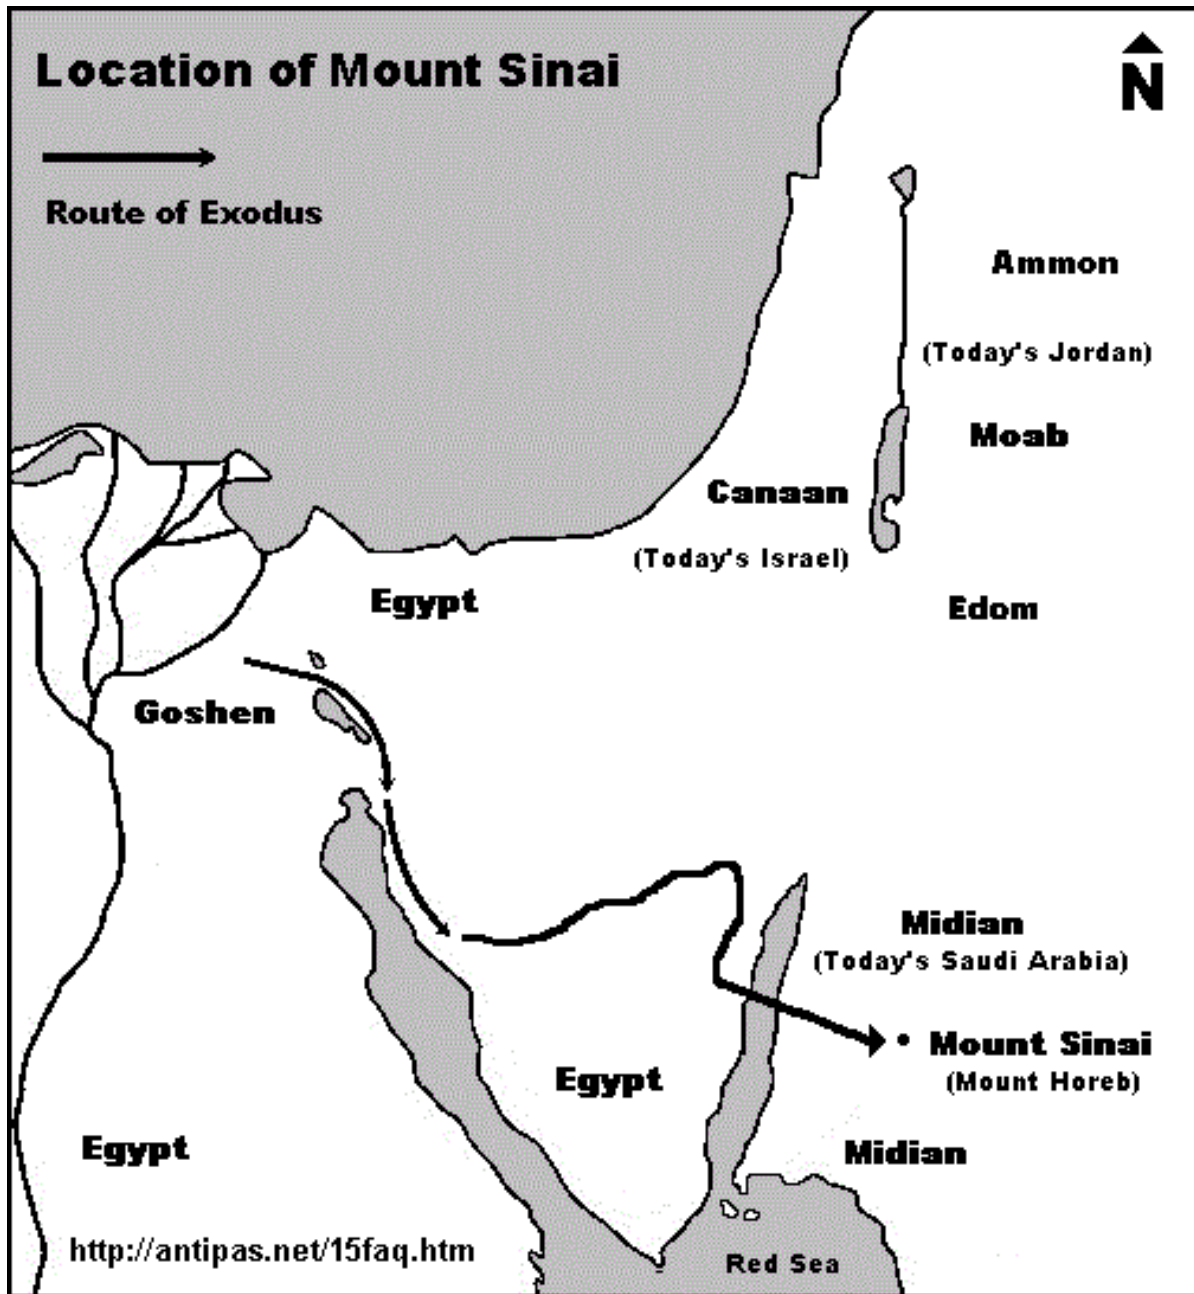 Location of Mount Sinai
N
Route of Exodus
Ammon
(Today's Jordan)
Moab
Canaan
(Today's Israel)
Egypt
Edom
Goshen
Midian
(Today's Saudi Arabia)
Mount Sinai
(Mount Horeb)
Egypt
Egypt
Midian
http://antipas.net/15faq.htm
Red Sea